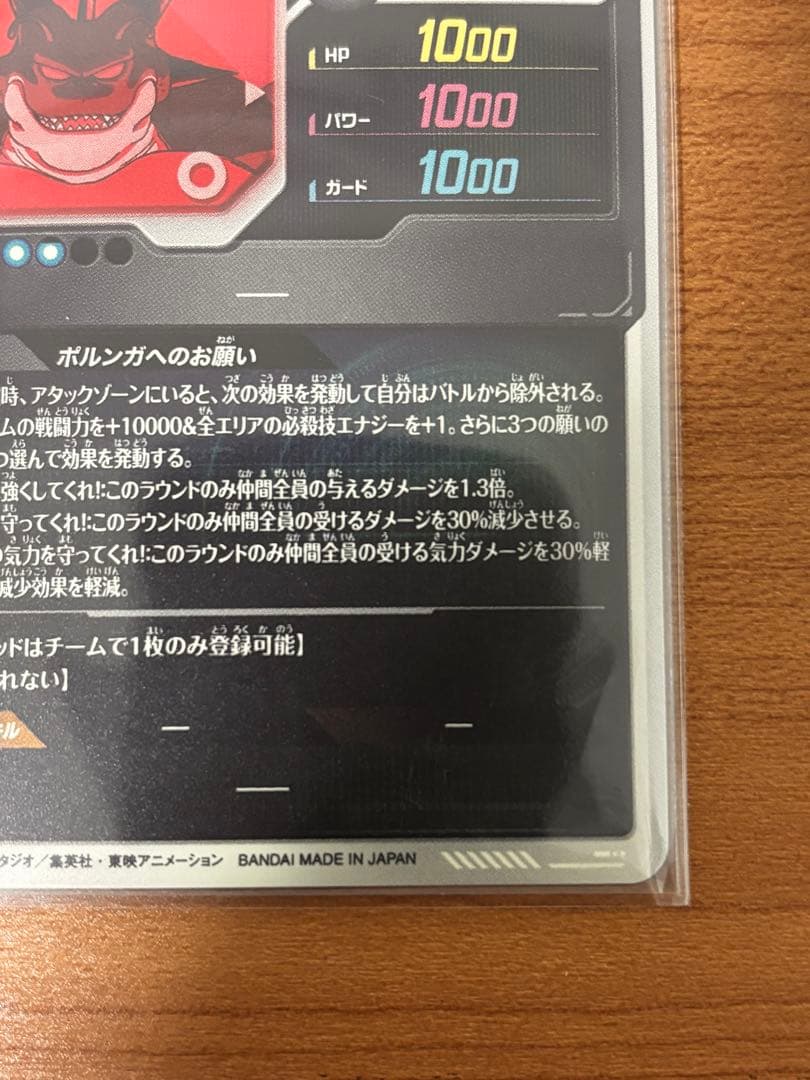 HP 1000
パワー 1000
ガード 1000
ポルンガへのお願い
時、アタックゾーンにいると、次の効果を発動して自分はバトルから除外される。
ムの戦闘力を+10000&全エリアの必殺技エナジーを+1。さらに3つの願いの
つ選んで効果を発動する。
強くしてくれ!:このラウンドのみ仲間全員の与えるダメージを1.3倍。
守ってくれ!:このラウンドのみ仲間全員の受けるダメージを30%減少させる。
の気力を守ってくれ!:このラウンドのみ仲間全員の受ける気力ダメージを30%軽
減少効果を軽減。
ッドはチームで1枚のみ登録可能】
れない】
ル
タジオ/集英社・東映アニメーション BANDAI MADE IN JAPAN